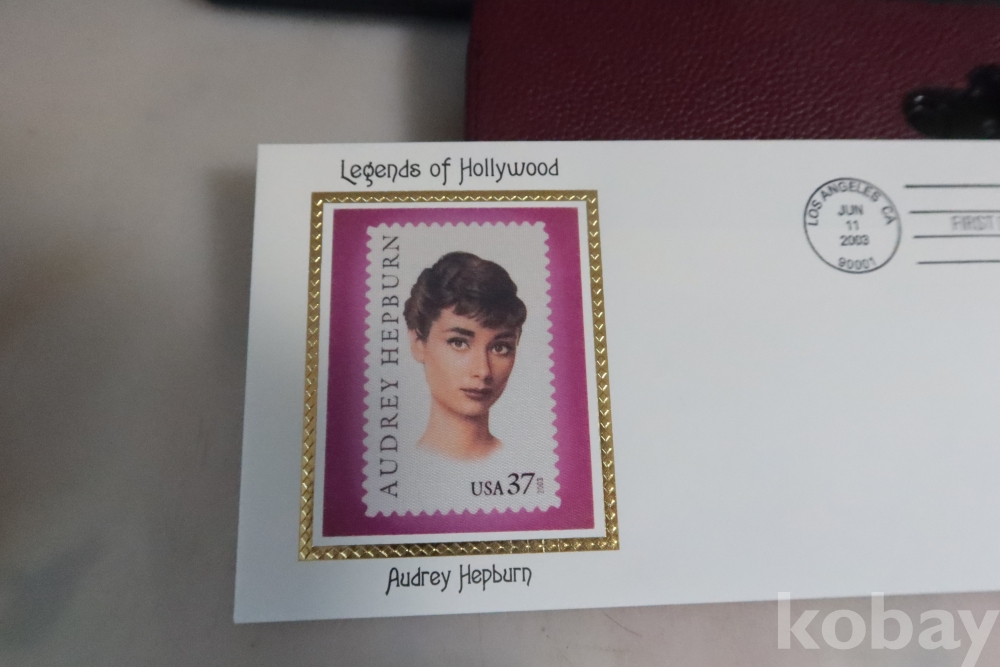 Legends of Hollywood
AUDREY HEPBURN
USA 37
2003
Audrey Hepburn
LOS ANGELES CA
JUN
11
2003
90001
FIRST
kobay